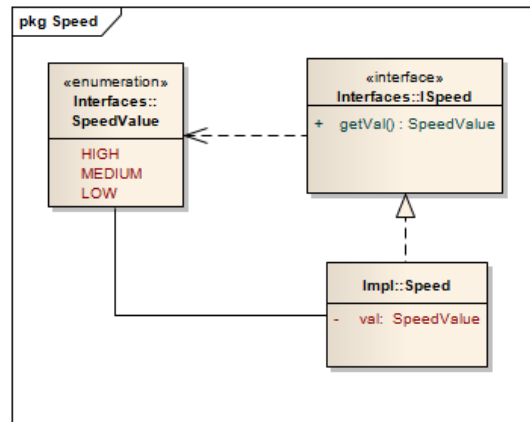 pkg Speed
«enumeration»
Interfaces::
SpeedValue
HIGH
MEDIUM
LOW
«interface»
Interfaces::ISpeed
+ getVal() : SpeedValue
Impl::Speed
- val: SpeedValue